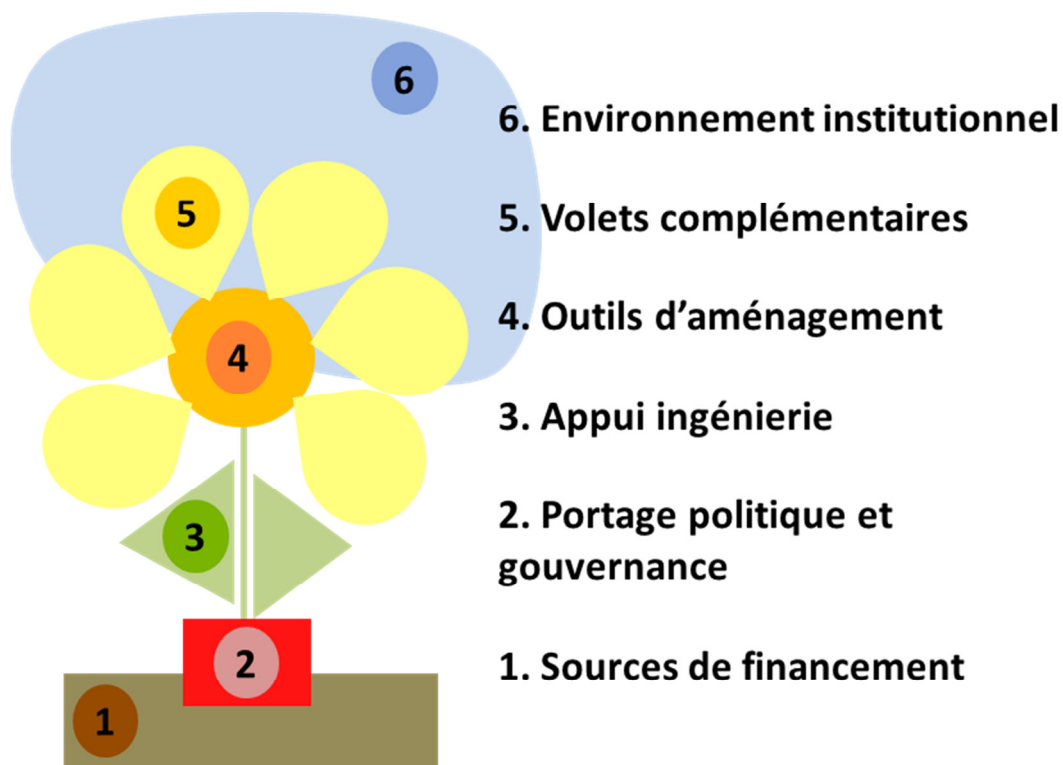 6
6. Environnement institutionnel
5
5. Volets complémentaires
4. Outils d’aménagement
4
3. Appui ingénierie
3
2. Portage politique et
gouvernance
2
1. Sources de financement
1